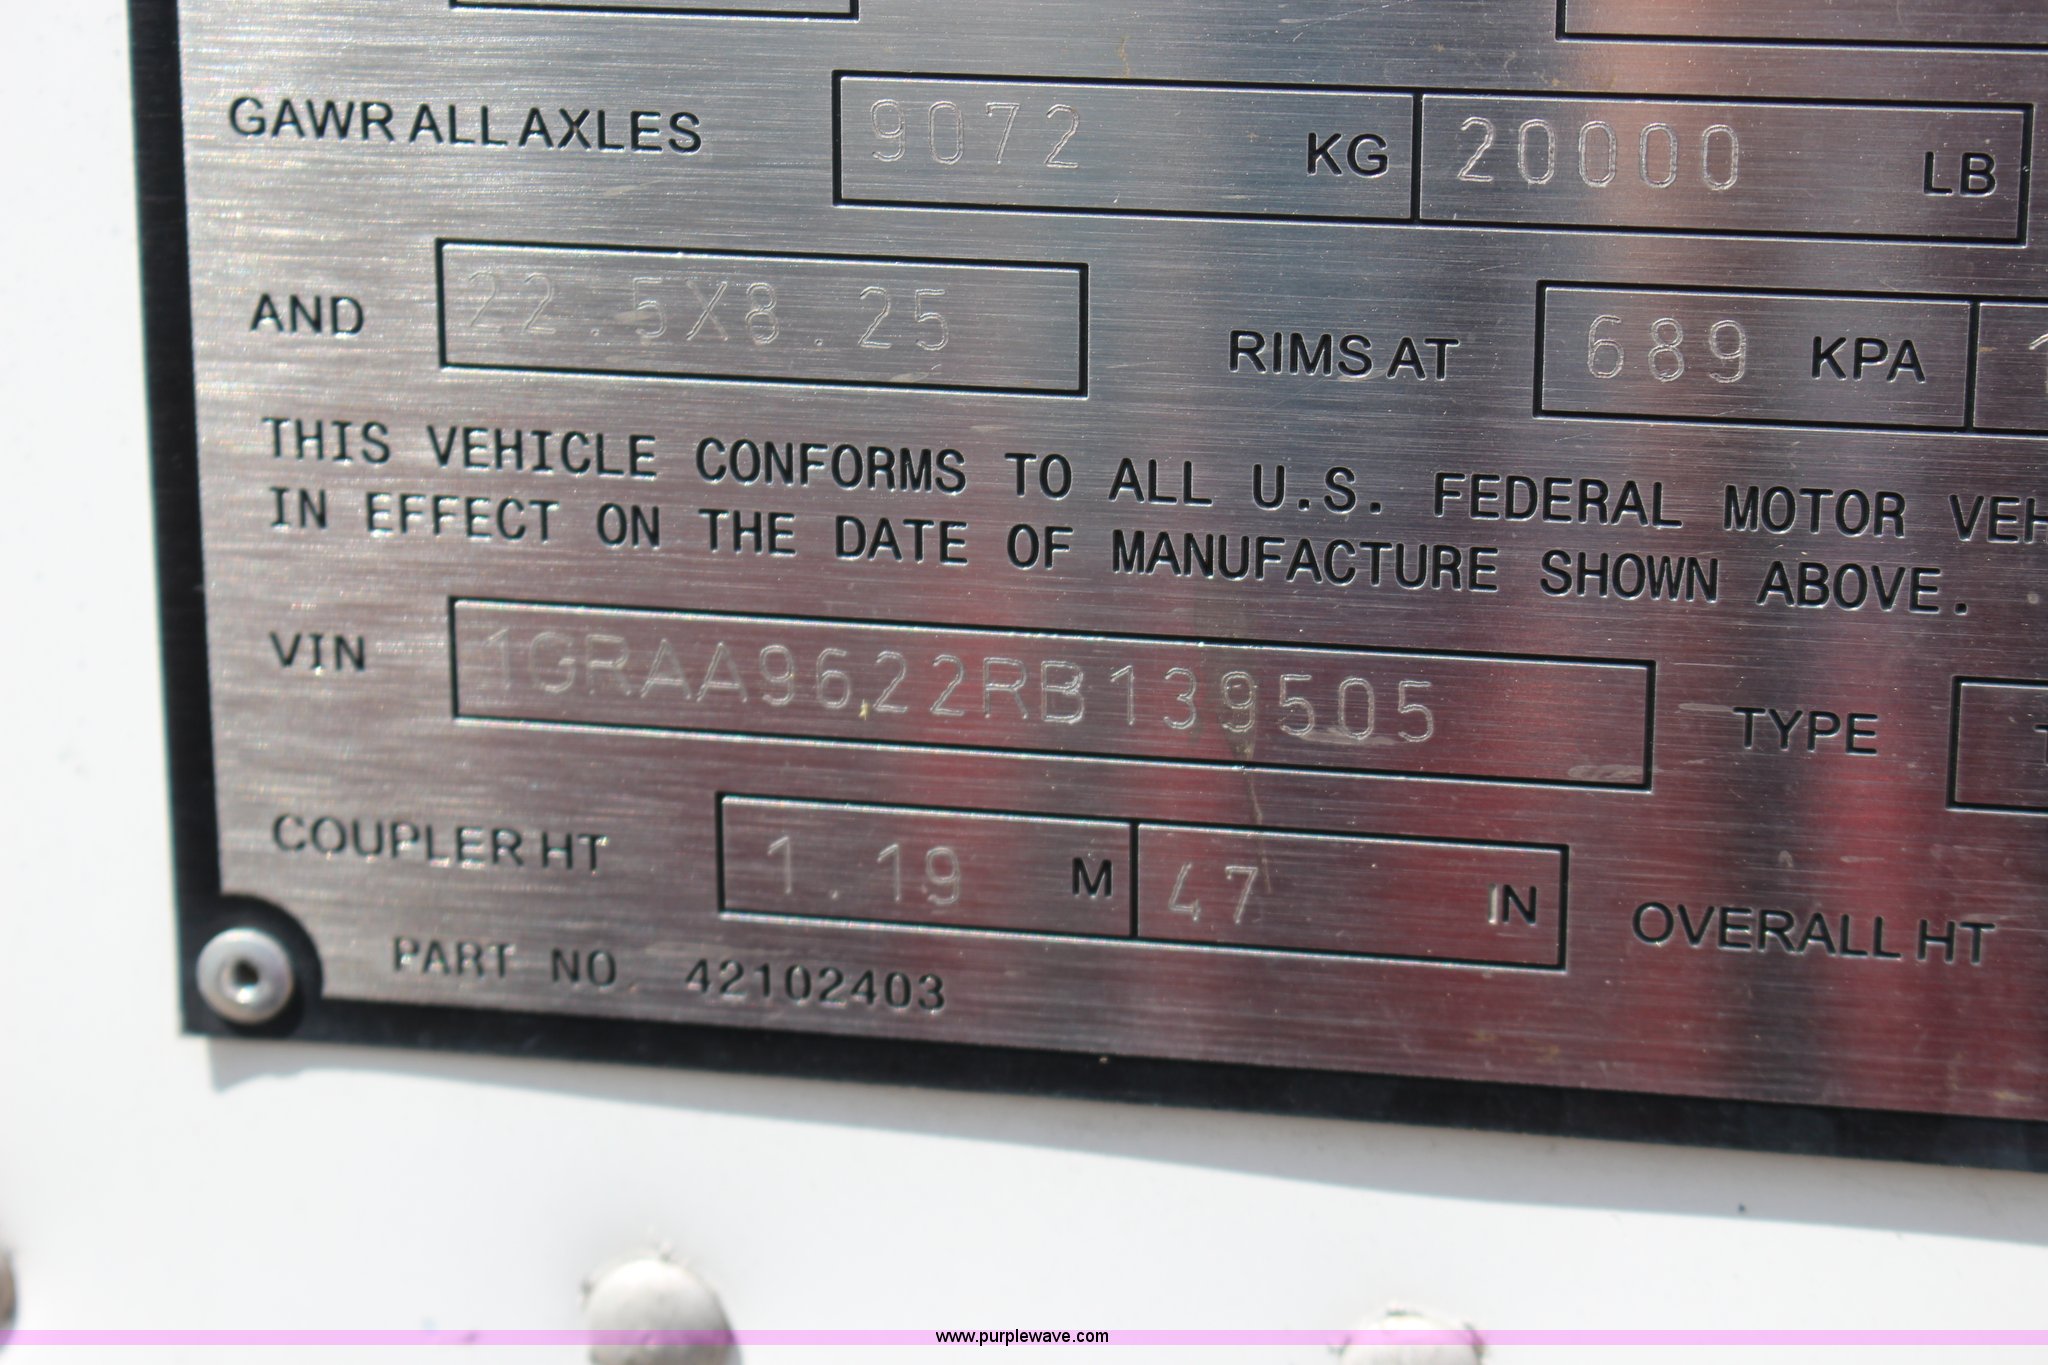 GAWR ALL AXLES 9072 KG 20000 LB
AND 22.5X8.25 RIMS AT 689 KPA
THIS VEHICLE CONFORMS TO ALL U.S. FEDERAL MOTOR VEH
IN EFFECT ON THE DATE OF MANUFACTURE SHOWN ABOVE.
VIN 1GRAA9622RB139505 TYPE
COUPLER HT 1.19 M 47 IN OVERALL HT
PART NO. 42102403
www.purplewave.com